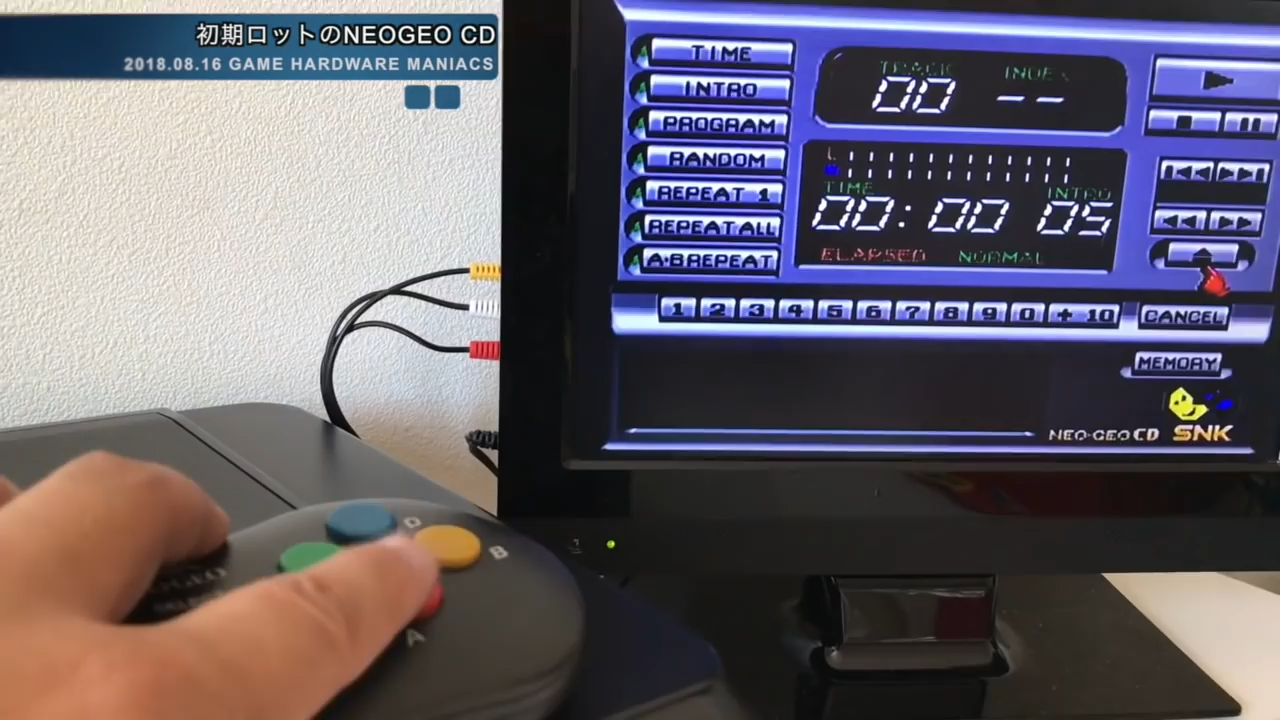 初期ロットのNEOGEO CD
2018.08.16 GAME HARDWARE MANIACS
TIME
INTRO
PROGRAM
RANDOM
REPEAT 1
REPEAT ALL
A•B REPEAT
TRACK INDEX
00 --
L
TIME INTRO
00:00 05
ELAPSED NORMAL
1 2 3 4 5 6 7 8 9 0 + 10 CANCEL
MEMORY
NEO•GEO CD SNK
D
B
A